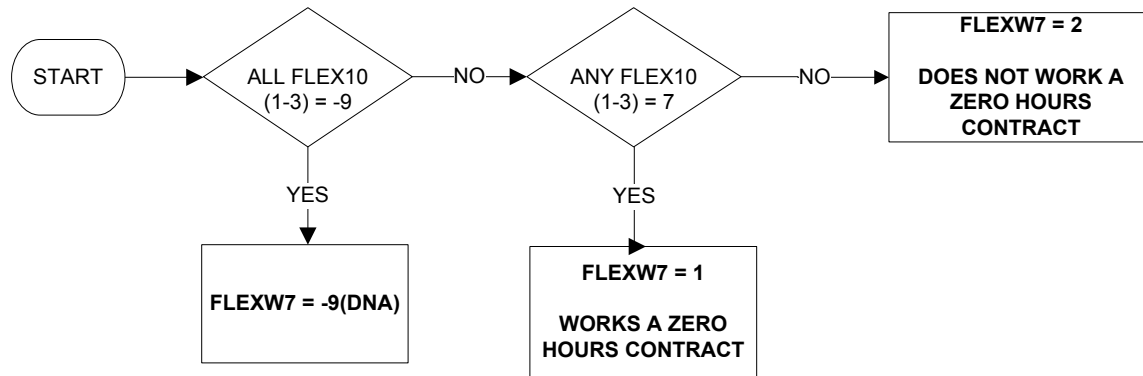 START
ALL FLEX10
(1-3) = -9
NO
ANY FLEX10
(1-3) = 7
NO
FLEXW7 = 2
DOES NOT WORK A
ZERO HOURS
CONTRACT
YES
YES
FLEXW7 = -9(DNA)
FLEXW7 = 1
WORKS A ZERO
HOURS CONTRACT